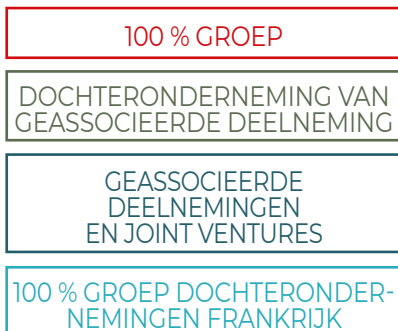 100 % GROEP
DOCHTERONDERNEMING VAN
GEASSOCIEERDE DEELNEMING
GEASSOCIEERDE
DEELNEMINGEN
EN JOINT VENTURES
100 % GROEP DOCHTERONDER-
NEMINGEN FRANKRIJK